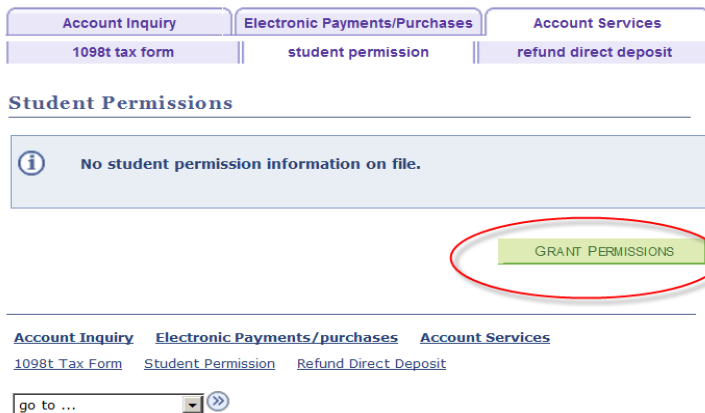 Account Inquiry Electronic Payments/Purchases Account Services
1098t tax form student permission refund direct deposit
Student Permissions
No student permission information on file.
GRANT PERMISSIONS
Account Inquiry Electronic Payments/purchases Account Services
1098t Tax Form Student Permission Refund Direct Deposit
go to ...